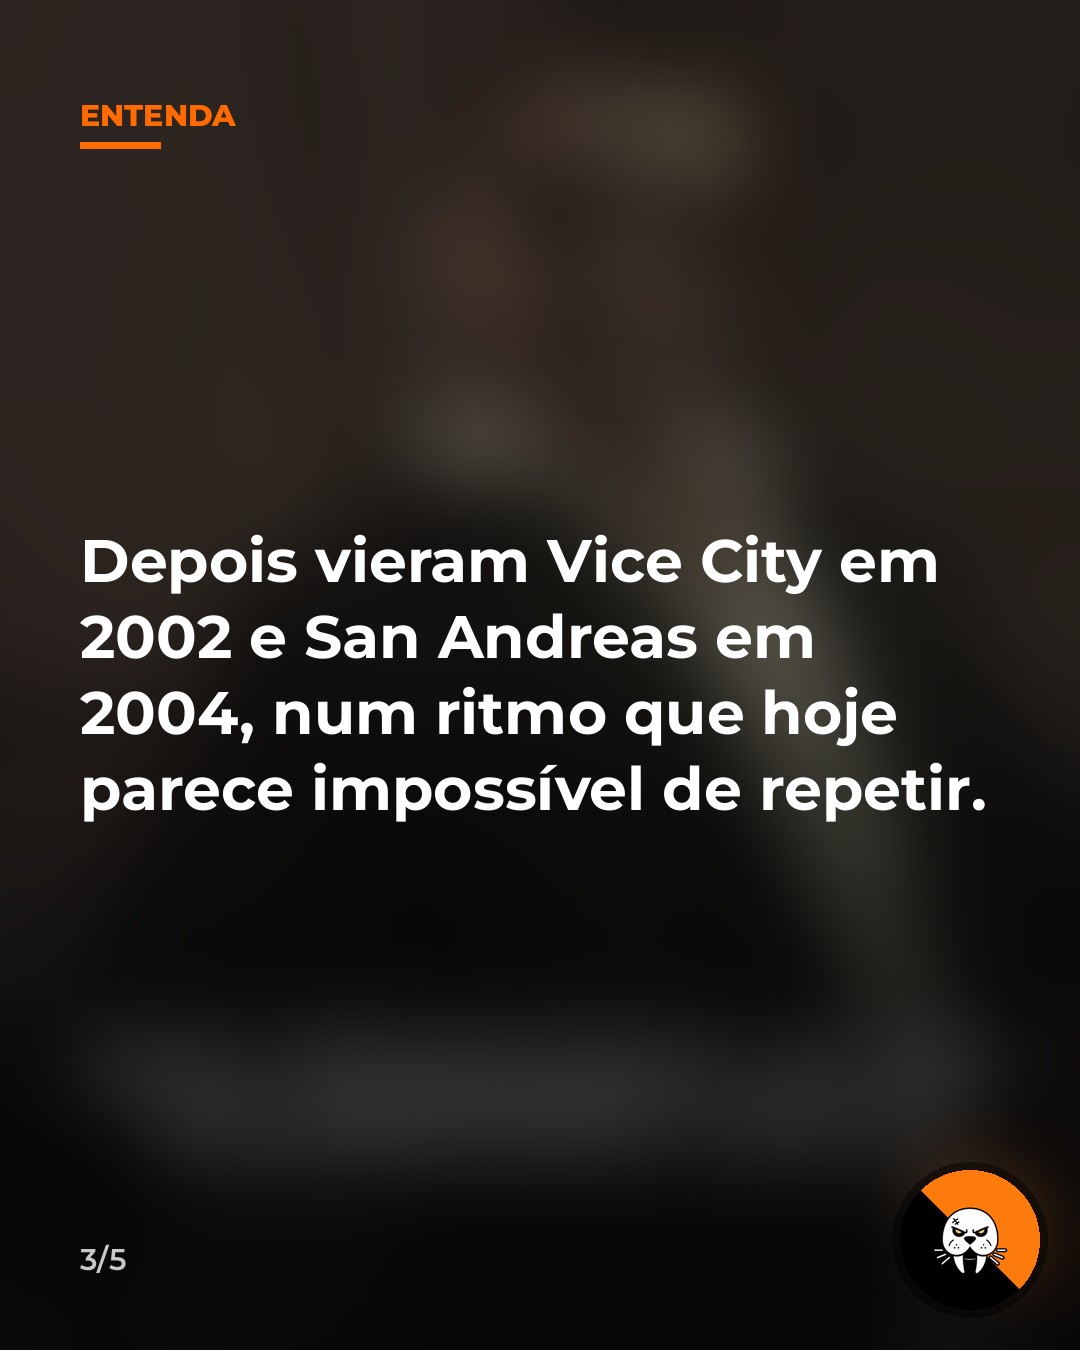 ENTENDA
Depois vieram Vice City em
2002 e San Andreas em
2004, num ritmo que hoje
parece impossível de repetir.
3/5